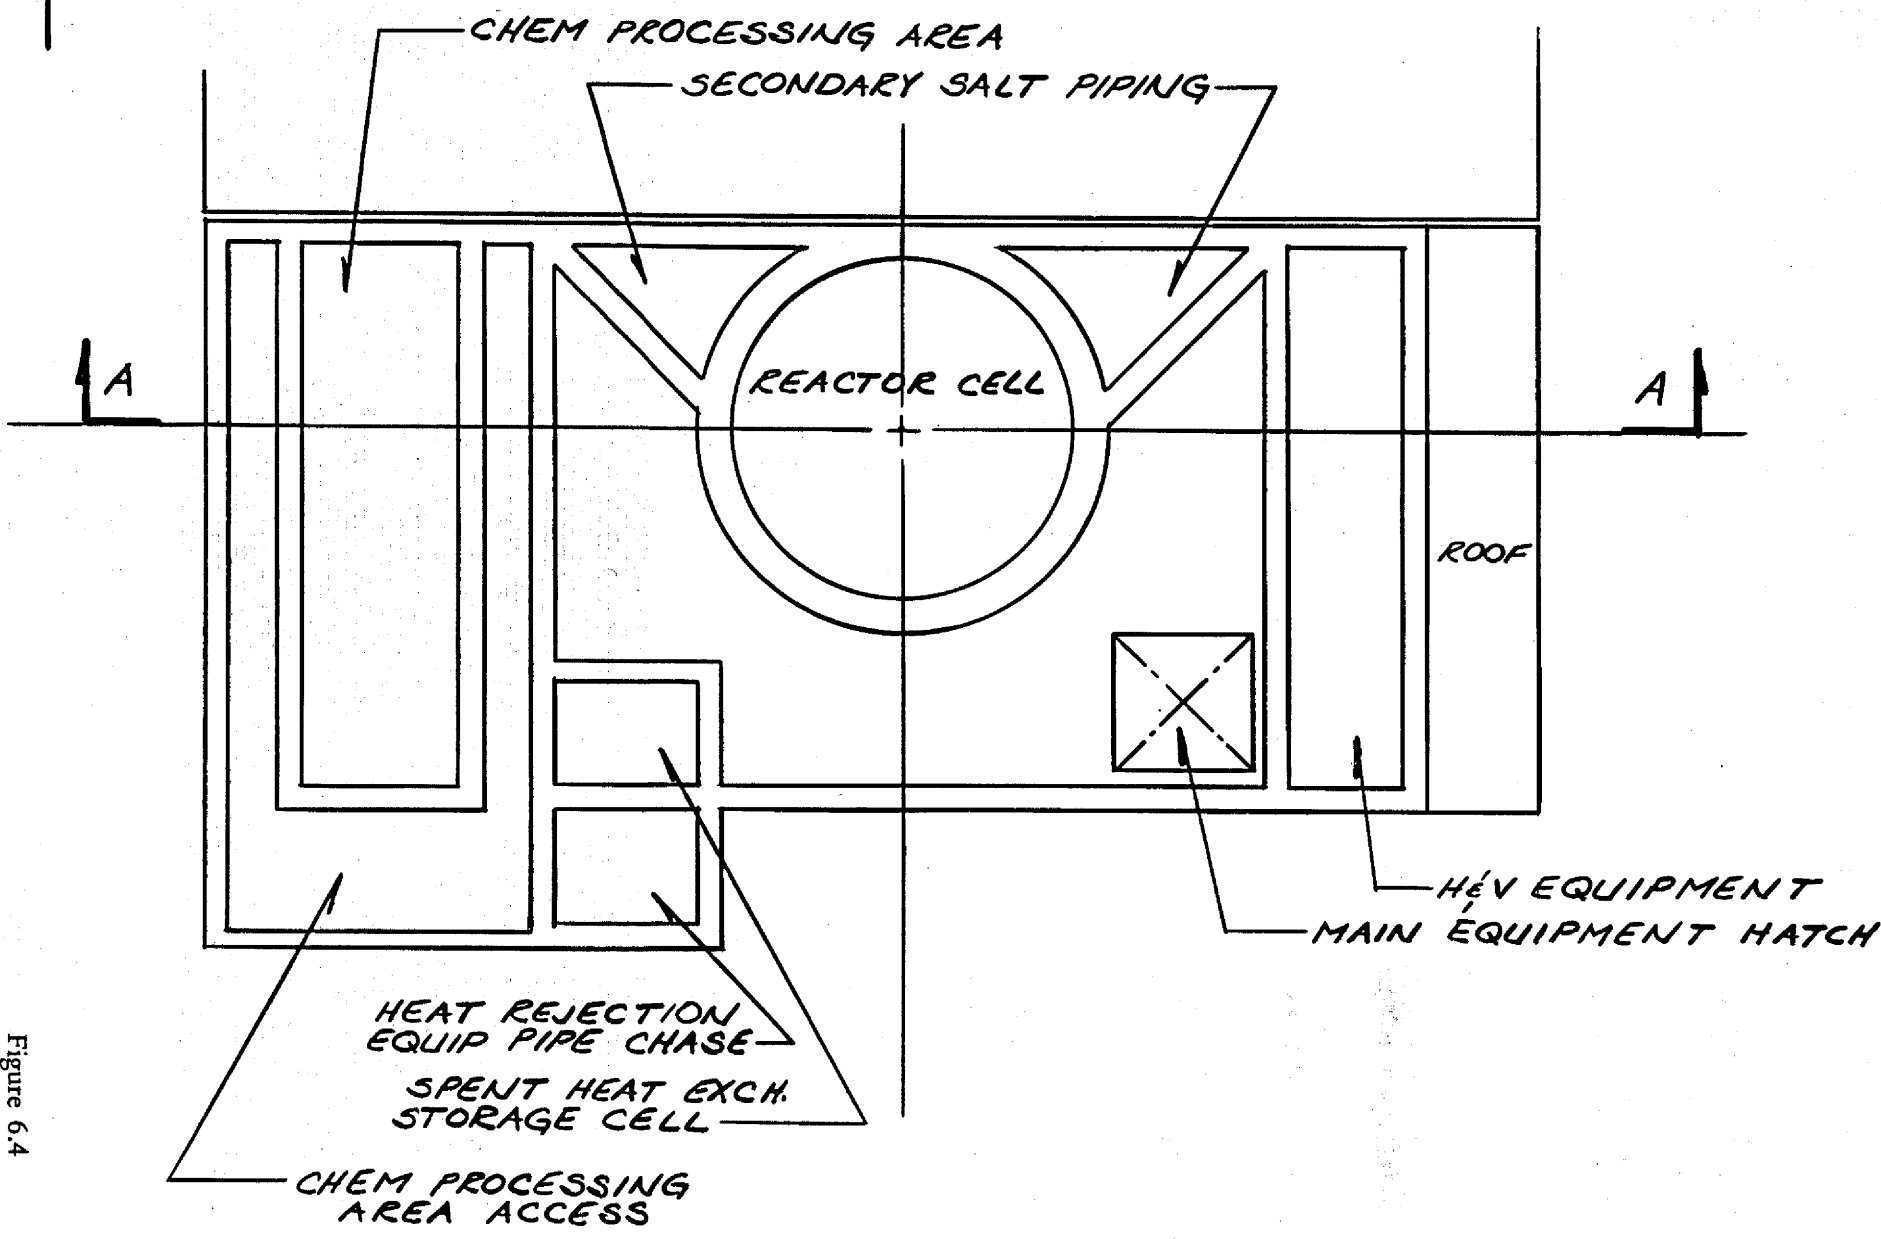 CHEM PROCESSING AREA
SECONDARY SALT PIPING
A
REACTOR CELL
A
ROOF
H&V EQUIPMENT
MAIN EQUIPMENT HATCH
HEAT REJECTION
EQUIP PIPE CHASE
SPENT HEAT EXCH.
STORAGE CELL
CHEM PROCESSING
AREA ACCESS
Figure 6.4